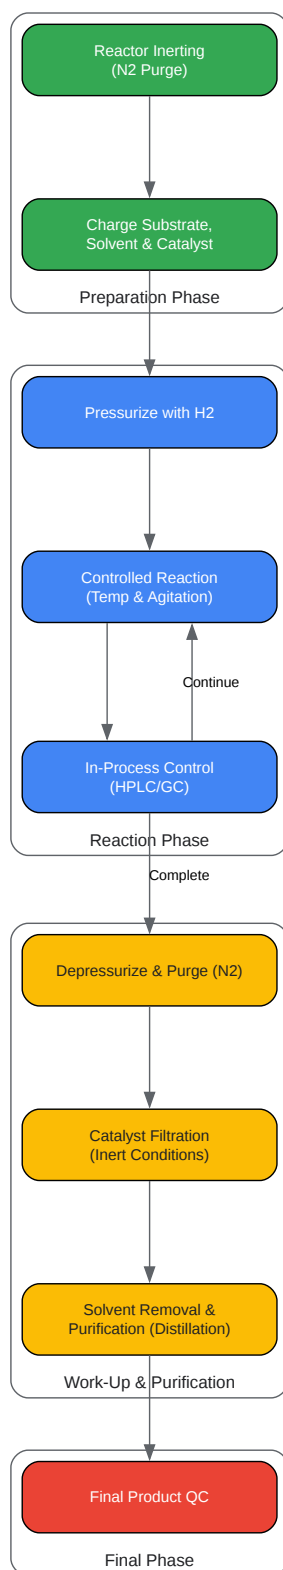 Reactor Inerting
(N2 Purge)
Charge Substrate,
Solvent & Catalyst
Preparation Phase
Pressurize with H2
Controlled Reaction
(Temp & Agitation)
Continue
In-Process Control
(HPLC/GC)
Reaction Phase
Complete
Depressurize & Purge (N2)
Catalyst Filtration
(Inert Conditions)
Solvent Removal &
Purification (Distillation)
Work-Up & Purification
Final Product QC
Final Phase